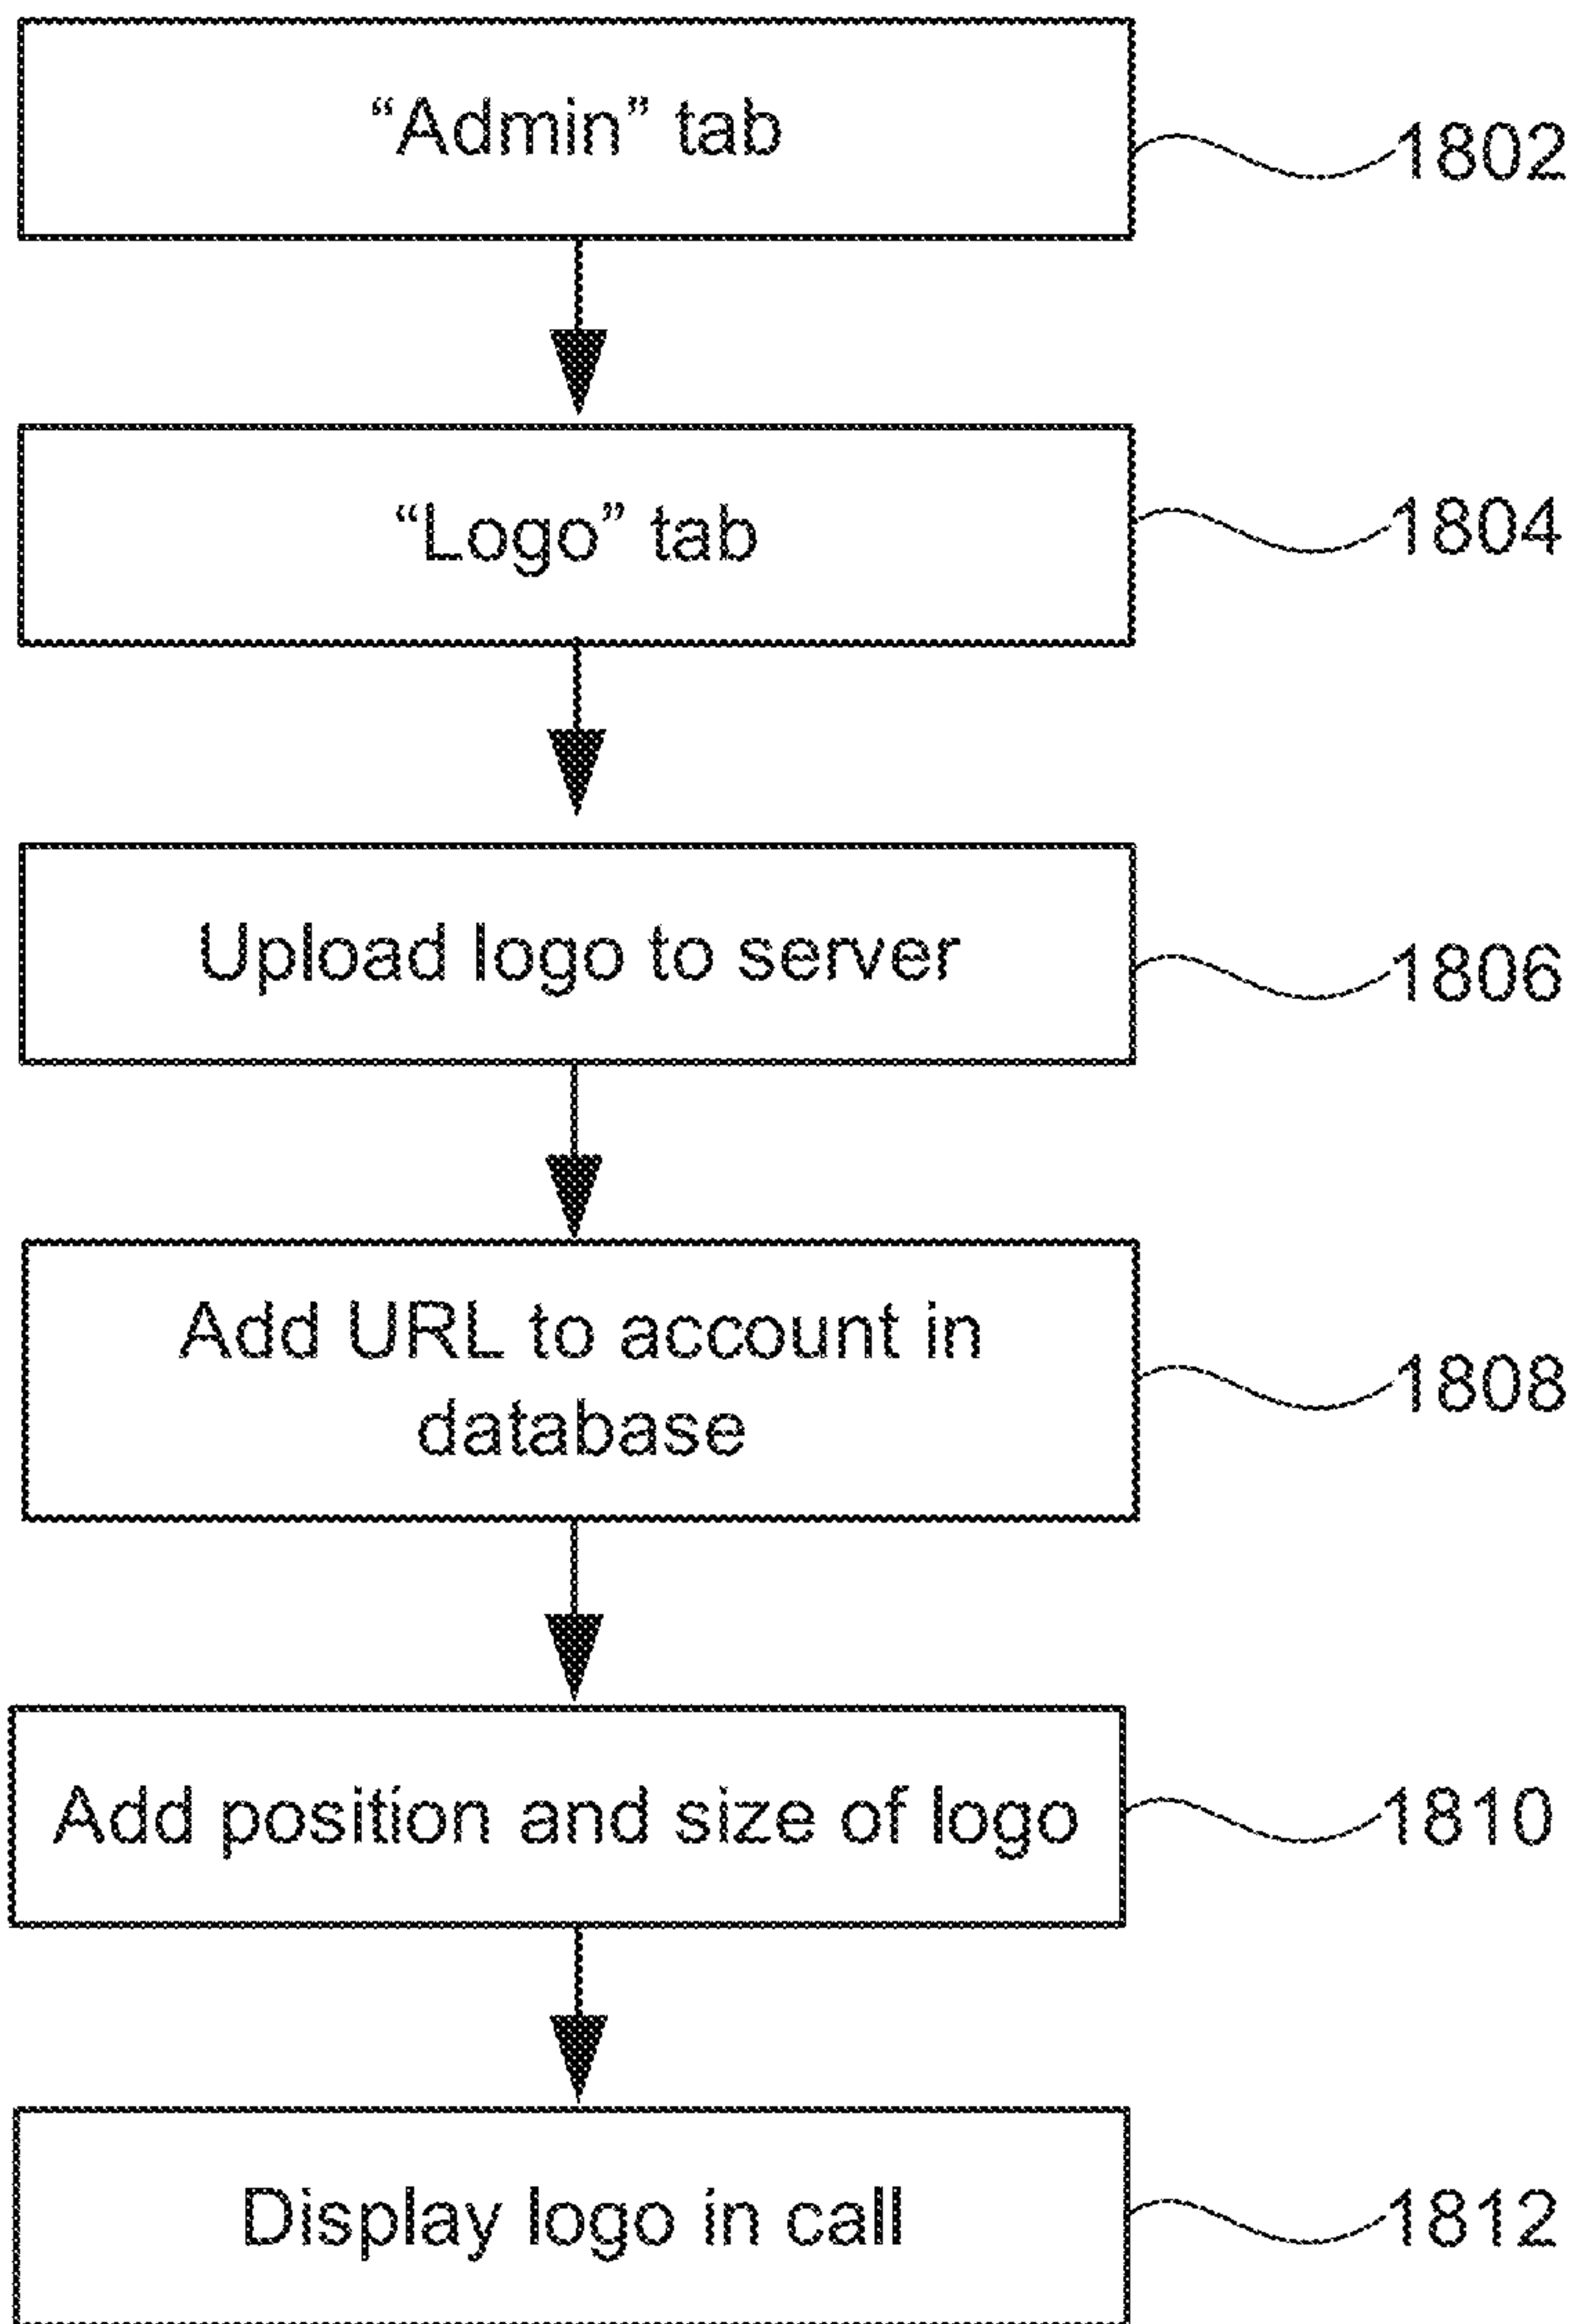 “Admin” tab
1802
“Logo” tab
1804
Upload logo to server
1806
Add URL to account in
database
1808
Add position and size of logo
1810
Display logo in call
1812